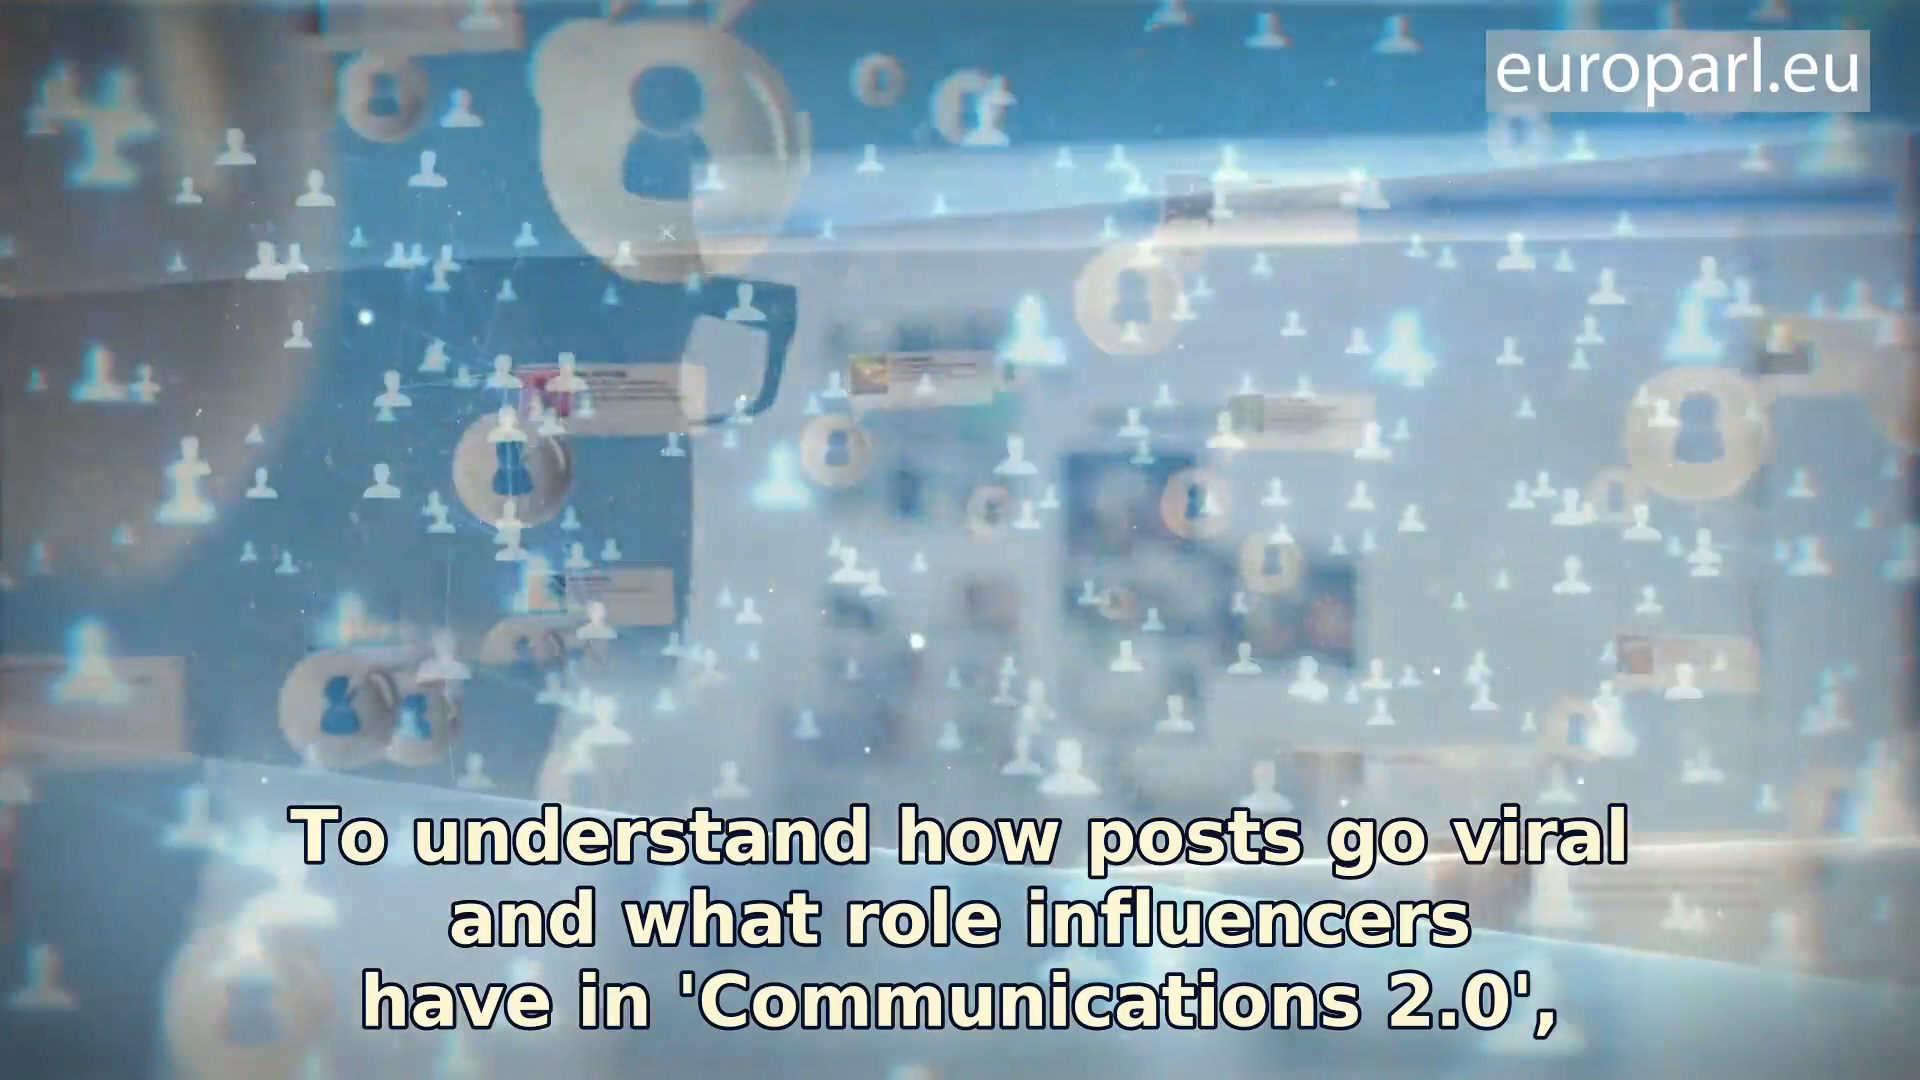 europarl.eu
To understand how posts go viral
and what role influencers
have in 'Communications 2.0',